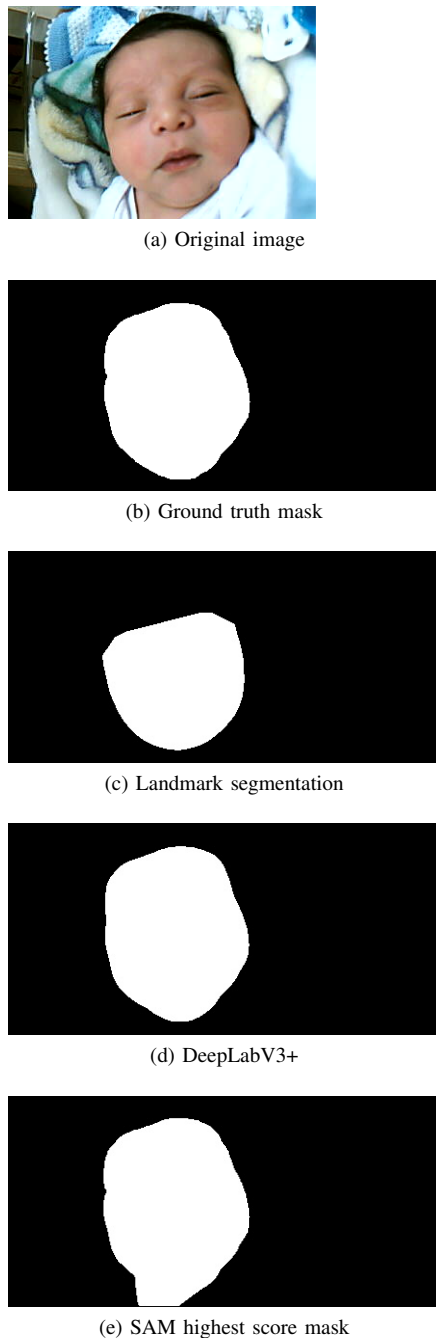 (a) Original image
(b) Ground truth mask
(c) Landmark segmentation
(d) DeepLabV3+
(e) SAM highest score mask